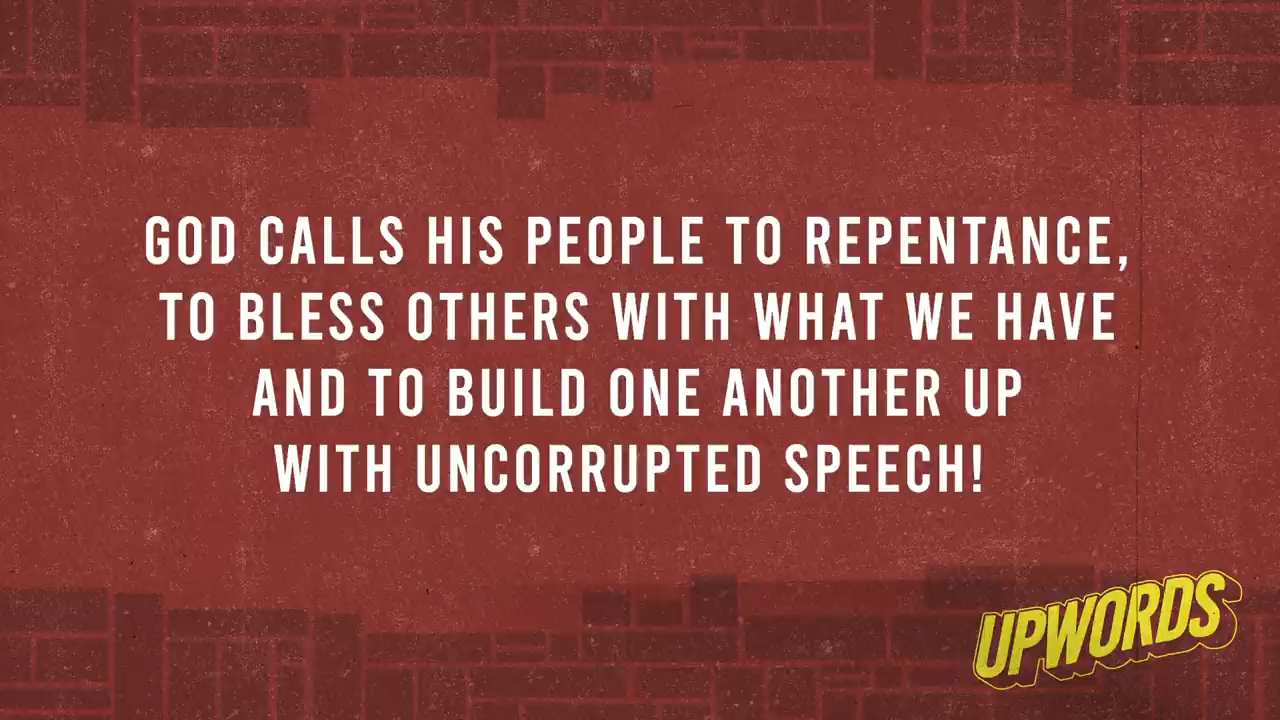 GOD CALLS HIS PEOPLE TO REPENTANCE,
TO BLESS OTHERS WITH WHAT WE HAVE
AND TO BUILD ONE ANOTHER UP
WITH UNCORRUPTED SPEECH!
UPWORDS